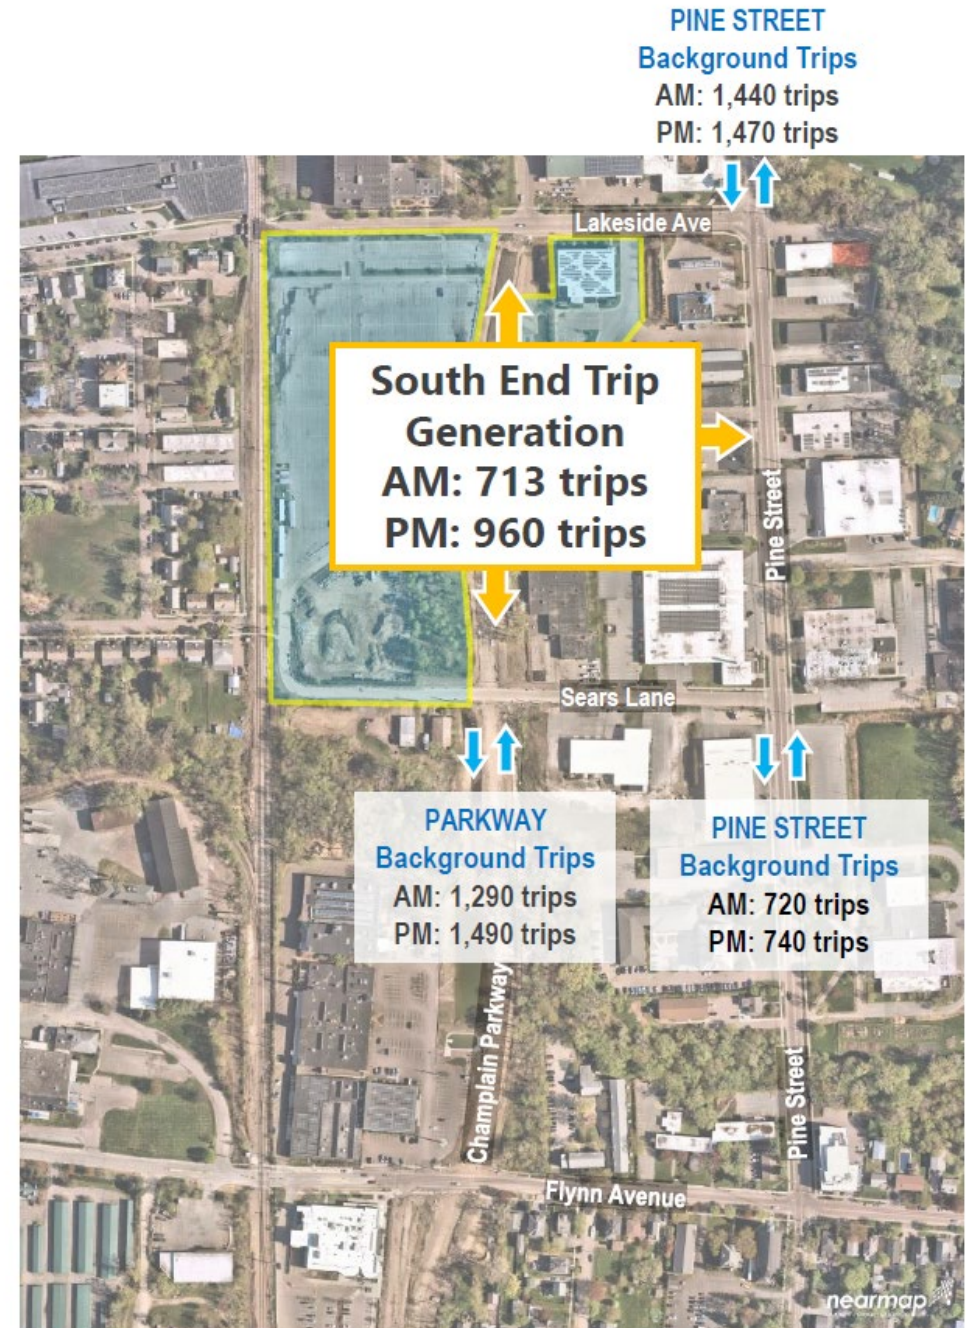 PINE STREET
Background Trips
AM: 1,440 trips
PM: 1,470 trips
Lakeside Ave
South End Trip
Generation
AM: 713 trips
PM: 960 trips
Pine Street
Sears Lane
PARKWAY
Background Trips
AM: 1,290 trips
PM: 1,490 trips
PINE STREET
Background Trips
AM: 720 trips
PM: 740 trips
Champlain Parkway
Pine Street
Flynn Avenue
nearmap